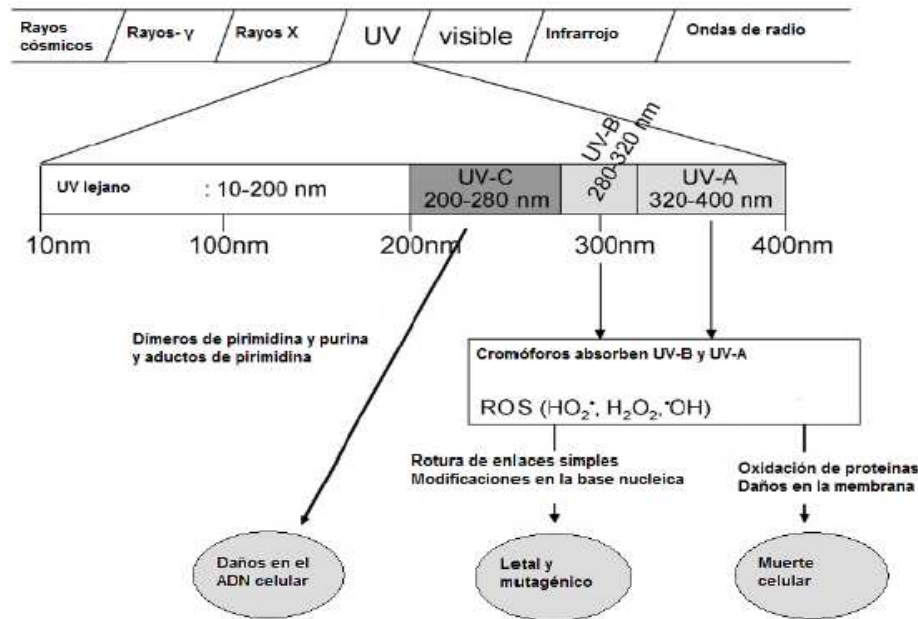 Rayos
cósmicos
Rayos- γ
Rayos X
UV
visible
Infrarrojo
Ondas de radio
UV lejano : 10-200 nm
UV-C
200-280 nm
UV-B
280-320 nm
UV-A
320-400 nm
10nm
100nm
200nm
300nm
400nm
Dímeros de pirimidina y purina
y aductos de pirimidina
Cromóforos absorben UV-B y UV-A
ROS (HO₂•, H₂O₂,•OH)
Rotura de enlaces simples
Modificaciones en la base nucleica
Oxidación de proteinas
Daños en la membrana
Daños en el
ADN celular
Letal y
mutagénico
Muerte
celular